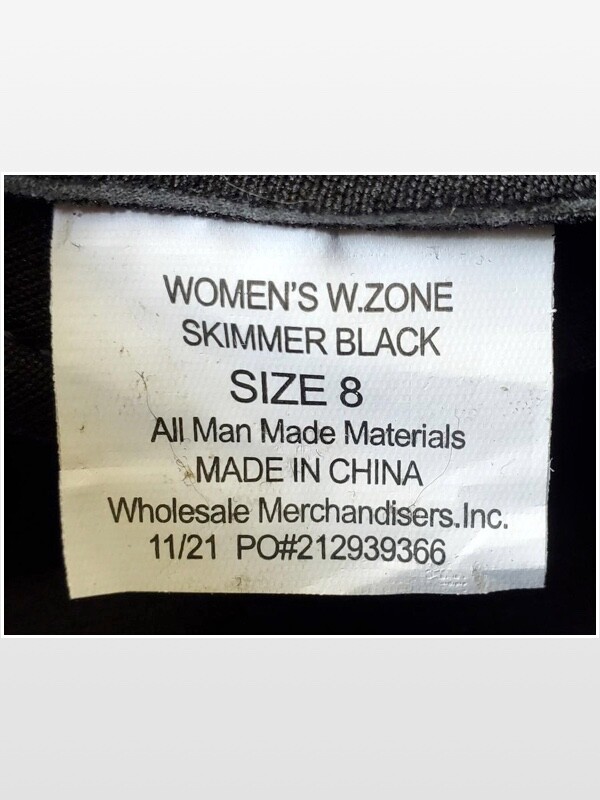 WOMEN'S W.ZONE
SKIMMER BLACK
SIZE 8
All Man Made Materials
MADE IN CHINA
Wholesale Merchandisers.Inc.
11/21 PO#212939366